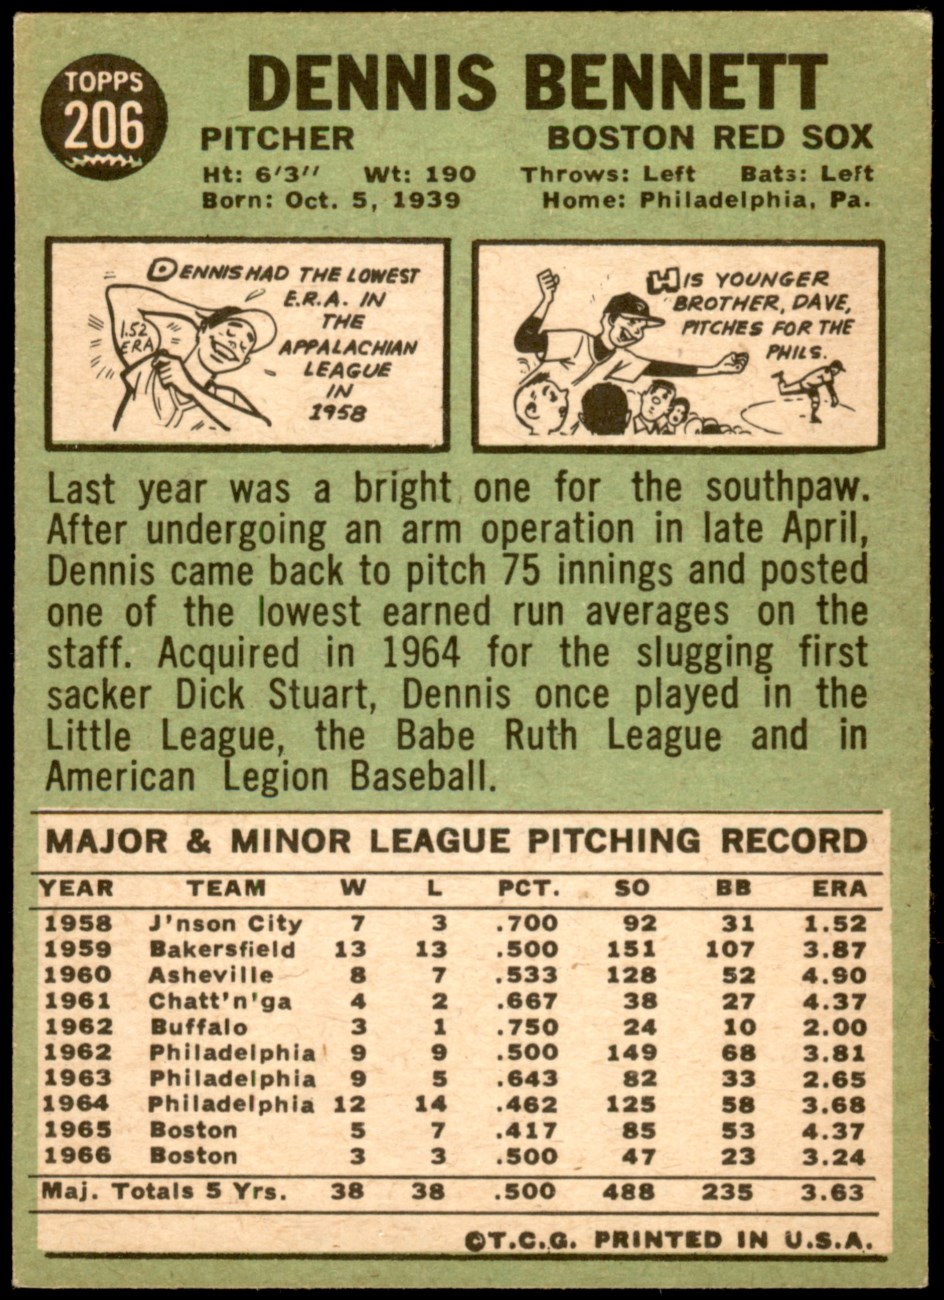 TOPPS
206
DENNIS BENNETT
PITCHER BOSTON RED SOX
Ht: 6'3" Wt: 190 Throws: Left Bats: Left
Born: Oct. 5, 1939 Home: Philadelphia, Pa.
DENNIS HAD THE LOWEST
E.R.A. IN
THE
APPALACHIAN
LEAGUE
IN
1958
1.52
ERA
HIS YOUNGER
BROTHER, DAVE,
PITCHES FOR THE
PHILS.
Last year was a bright one for the southpaw.
After undergoing an arm operation in late April,
Dennis came back to pitch 75 innings and posted
one of the lowest earned run averages on the
staff. Acquired in 1964 for the slugging first
sacker Dick Stuart, Dennis once played in the
Little League, the Babe Ruth League and in
American Legion Baseball.
MAJOR & MINOR LEAGUE PITCHING RECORD
YEAR TEAM W L PCT. SO BB ERA
1958 J'nson City 7 3 .700 92 31 1.52
1959 Bakersfield 13 13 .500 151 107 3.87
1960 Asheville 8 7 .533 128 52 4.90
1961 Chatt'n'ga 4 2 .667 38 27 4.37
1962 Buffalo 3 1 .750 24 10 2.00
1962 Philadelphia 9 9 .500 149 68 3.81
1963 Philadelphia 9 5 .643 82 33 2.65
1964 Philadelphia 12 14 .462 125 58 3.68
1965 Boston 5 7 .417 85 53 4.37
1966 Boston 3 3 .500 47 23 3.24
Maj. Totals 5 Yrs. 38 38 .500 488 235 3.63
©T.C.G. PRINTED IN U.S.A.